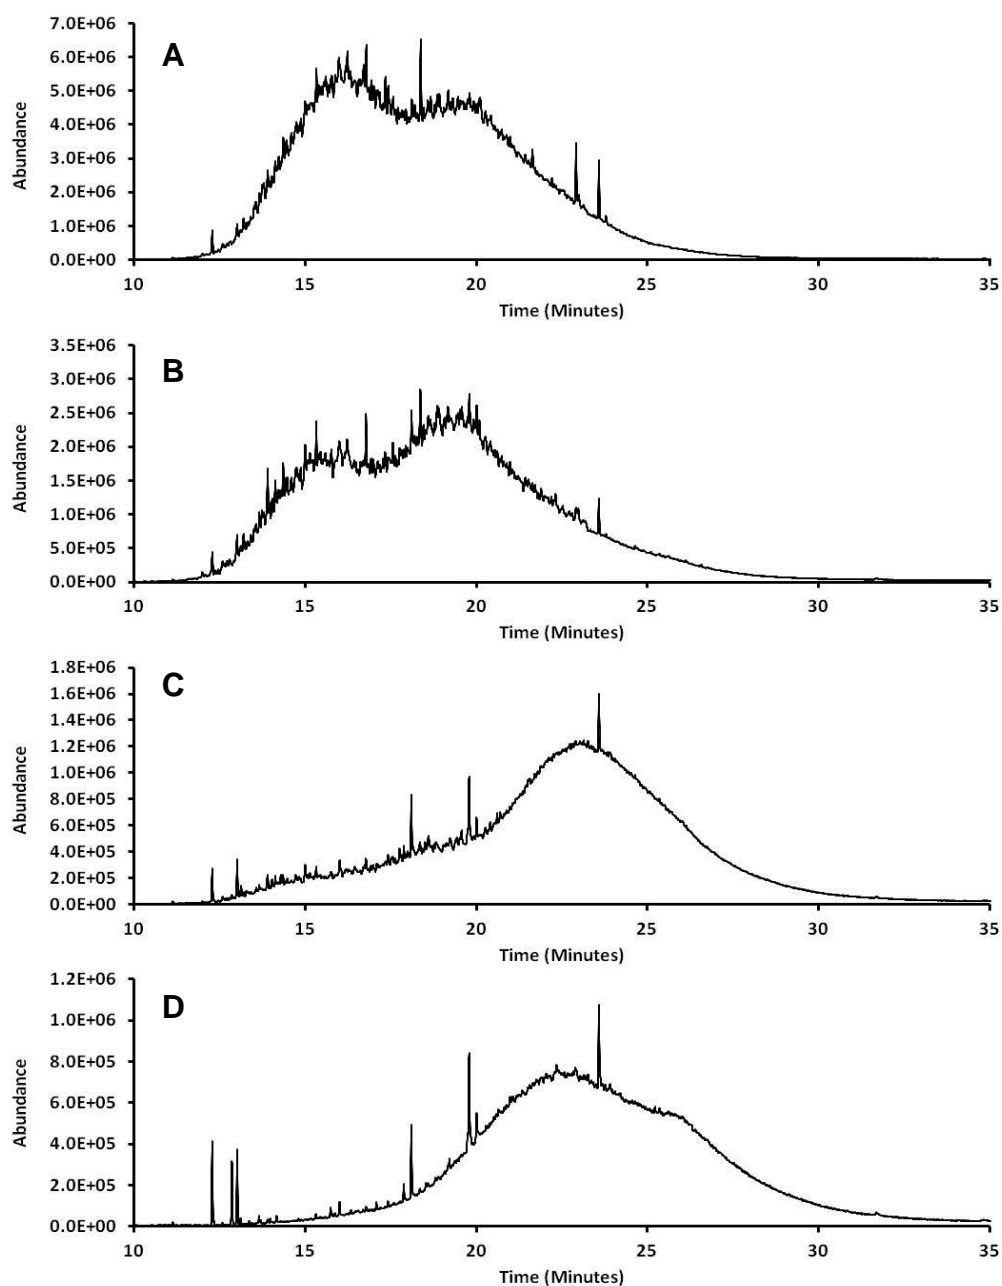 7.0E+06
A
6.0E+06
5.0E+06
4.0E+06
3.0E+06
2.0E+06
1.0E+06
0.0E+00
Abundance
10 15 20 25 30 35
Time (Minutes)
3.5E+06
B
3.0E+06
2.5E+06
2.0E+06
1.5E+06
1.0E+06
5.0E+05
0.0E+00
Abundance
10 15 20 25 30 35
Time (Minutes)
1.8E+06
C
1.6E+06
1.4E+06
1.2E+06
1.0E+06
8.0E+05
6.0E+05
4.0E+05
2.0E+05
0.0E+00
Abundance
10 15 20 25 30 35
Time (Minutes)
1.2E+06
D
1.0E+06
8.0E+05
6.0E+05
4.0E+05
2.0E+05
0.0E+00
Abundance
10 15 20 25 30 35
Time (Minutes)